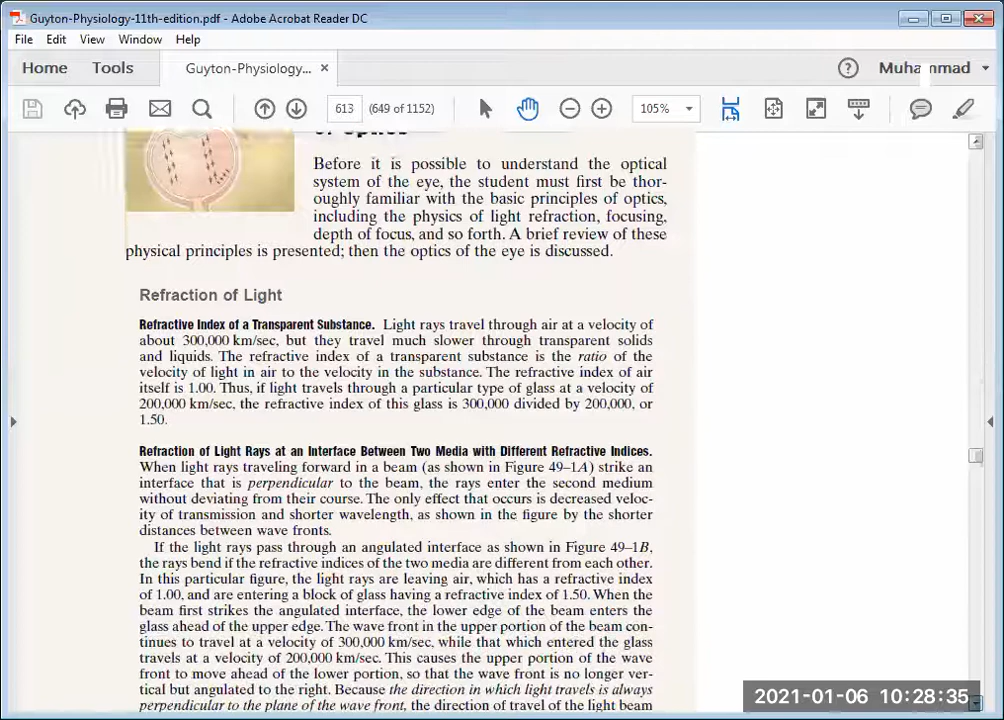 Guyton-Physiology-11th-edition.pdf - Adobe Acrobat Reader DC
File Edit View Window Help
Home Tools Guyton-Physiology... × ? Muhammad
613 (649 of 1152) 105%
of Optics
Before it is possible to understand the optical
system of the eye, the student must first be thor-
oughly familiar with the basic principles of optics,
including the physics of light refraction, focusing,
depth of focus, and so forth. A brief review of these
physical principles is presented; then the optics of the eye is discussed.
Refraction of Light
Refractive Index of a Transparent Substance. Light rays travel through air at a velocity of
about 300,000 km/sec, but they travel much slower through transparent solids
and liquids. The refractive index of a transparent substance is the ratio of the
velocity of light in air to the velocity in the substance. The refractive index of air
itself is 1.00. Thus, if light travels through a particular type of glass at a velocity of
200,000 km/sec, the refractive index of this glass is 300,000 divided by 200,000, or
1.50.
Refraction of Light Rays at an Interface Between Two Media with Different Refractive Indices.
When light rays traveling forward in a beam (as shown in Figure 49–1A) strike an
interface that is perpendicular to the beam, the rays enter the second medium
without deviating from their course. The only effect that occurs is decreased veloc-
ity of transmission and shorter wavelength, as shown in the figure by the shorter
distances between wave fronts.
If the light rays pass through an angulated interface as shown in Figure 49–1B,
the rays bend if the refractive indices of the two media are different from each other.
In this particular figure, the light rays are leaving air, which has a refractive index
of 1.00, and are entering a block of glass having a refractive index of 1.50. When the
beam first strikes the angulated interface, the lower edge of the beam enters the
glass ahead of the upper edge. The wave front in the upper portion of the beam con-
tinues to travel at a velocity of 300,000 km/sec, while that which entered the glass
travels at a velocity of 200,000 km/sec. This causes the upper portion of the wave
front to move ahead of the lower portion, so that the wave front is no longer ver-
tical but angulated to the right. Because the direction in which light travels is always
perpendicular to the plane of the wave front, the direction of travel of the light beam
2021-01-06 10:28:35